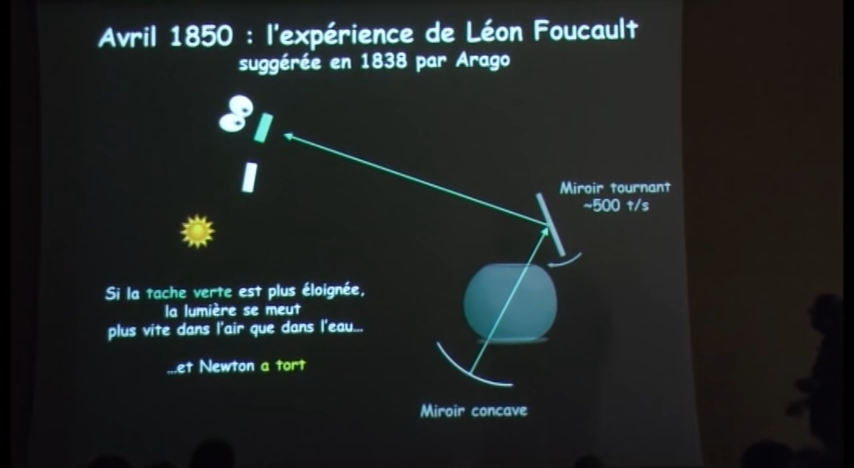 Avril 1850 : l'expérience de Léon Foucault
suggérée en 1838 par Arago
Miroir tournant
~500 t/s
Si la tache verte est plus éloignée,
la lumière se meut
plus vite dans l'air que dans l'eau...
...et Newton a tort
Miroir concave